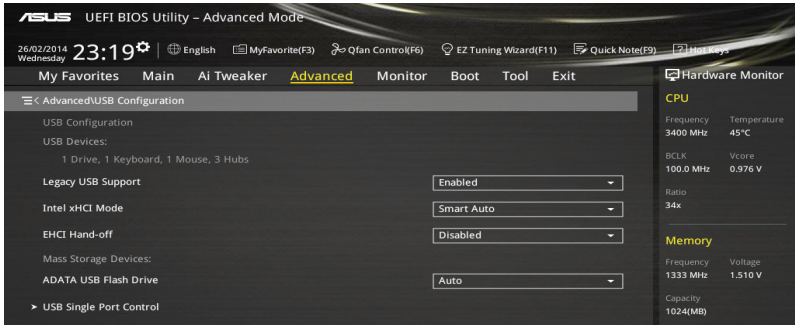 ASUS UEFI BIOS Utility – Advanced Mode
26/02/2014 Wednesday 23:19 English MyFavorite(F3) Qfan Control(F6) EZ Tuning Wizard(F11) Quick Note(F9) ? Hot Keys
My Favorites Main Ai Tweaker Advanced Monitor Boot Tool Exit
< Advanced\USB Configuration
USB Configuration
USB Devices:
1 Drive, 1 Keyboard, 1 Mouse, 3 Hubs
Legacy USB Support Enabled
Intel xHCI Mode Smart Auto
EHCI Hand-off Disabled
Mass Storage Devices:
ADATA USB Flash Drive Auto
> USB Single Port Control
Hardware Monitor
CPU
Frequency Temperature
3400 MHz 45°C
BCLK Vcore
100.0 MHz 0.976 V
Ratio
34x
Memory
Frequency Voltage
1333 MHz 1.510 V
Capacity
1024(MB)